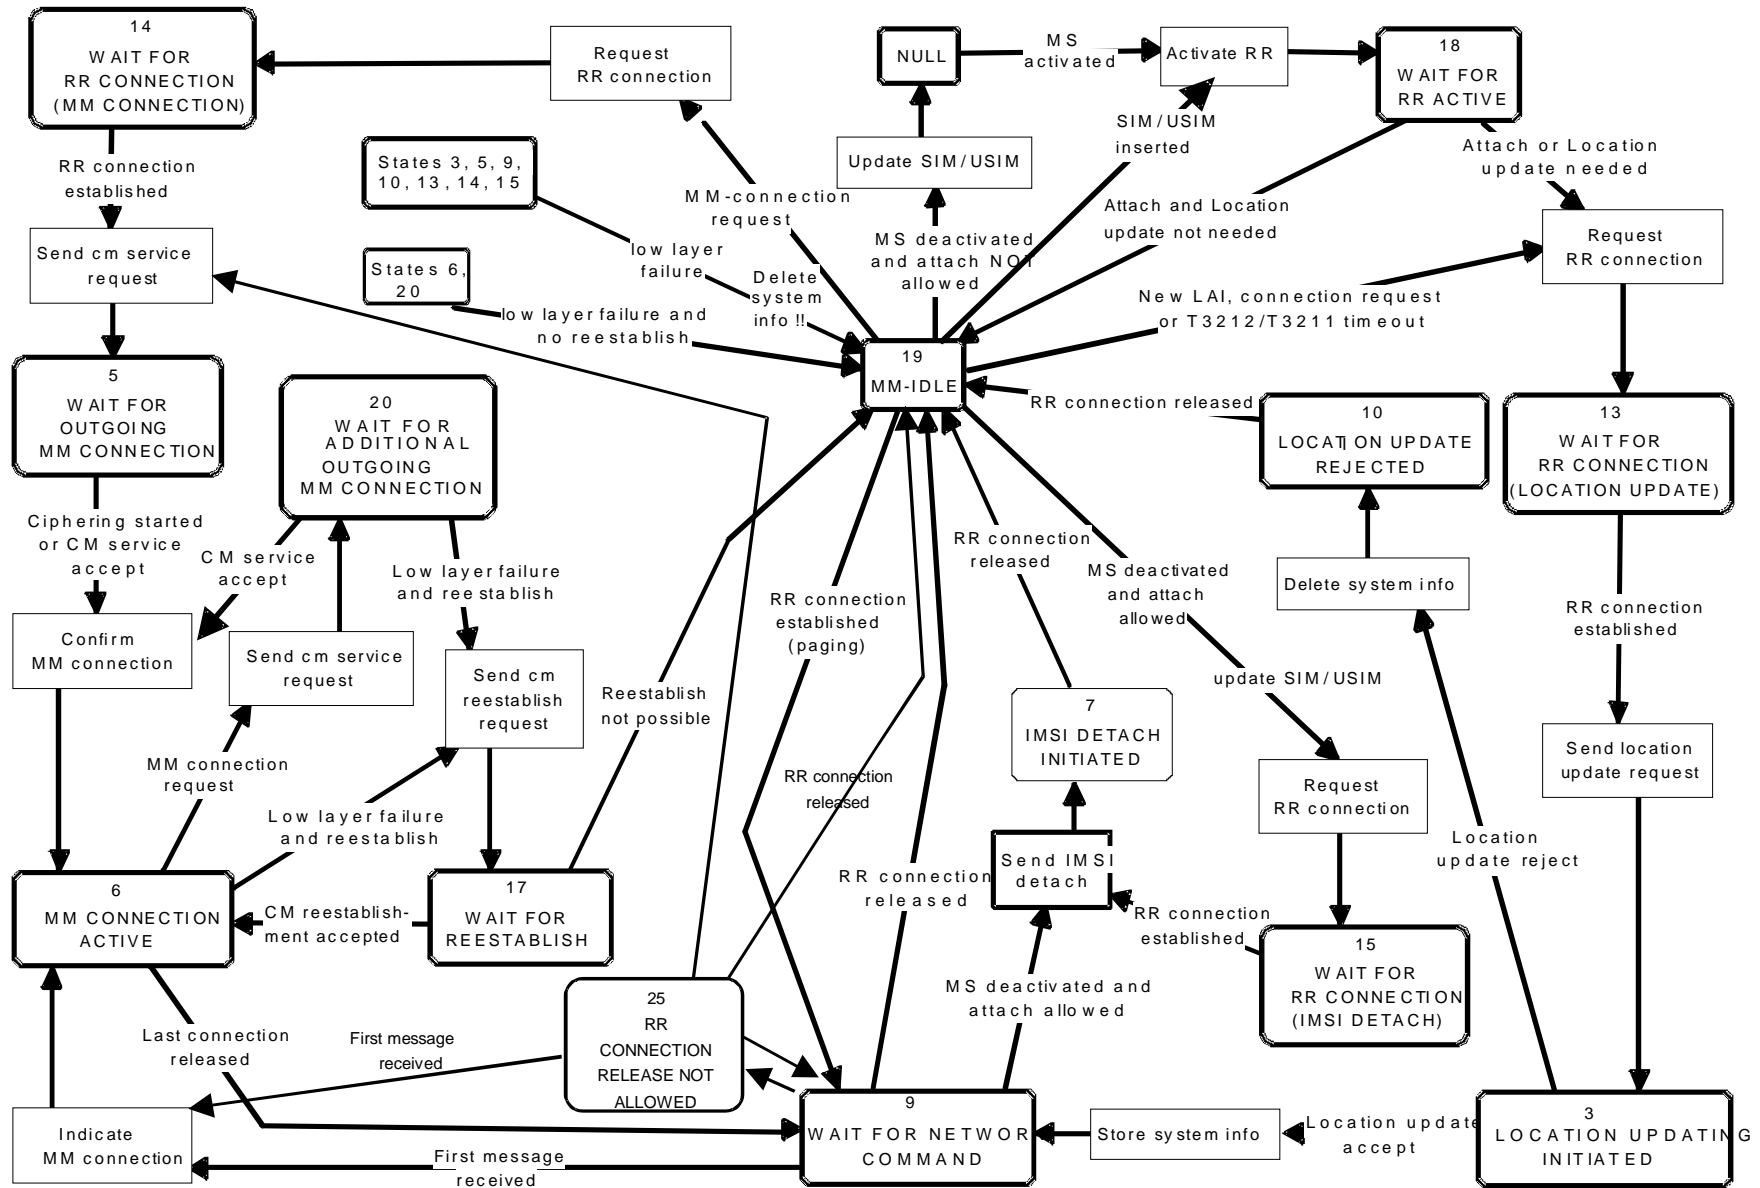 14
WAIT FOR
RR CONNECTION
(MM CONNECTION)
Request
RR connection
NULL
MS
activated
Activate RR
18
WAIT FOR
RR ACTIVE
RR connection
established
States 3, 5, 9,
10, 13, 14, 15
Update SIM/USIM
SIM/USIM
inserted
Attach or Location
update needed
MM-connection
request
Attach and Location
update not needed
Send cm service
request
States 6,
20
low layer
failure
Delete
system
info !!
MS deactivated
and attach NOT
allowed
Request
RR connection
low layer failure and
no reestablish
New LAI, connection request
or T3212/T3211 timeout
19
MM-IDLE
5
WAIT FOR
OUTGOING
MM CONNECTION
20
WAIT FOR
ADDITIONAL
OUTGOING
MM CONNECTION
RR connection released
10
LOCATION UPDATE
REJECTED
13
WAIT FOR
RR CONNECTION
(LOCATION UPDATE)
Ciphering started
or CM service
accept
CM service
accept
Low layer failure
and reestablish
RR connection
released
MS deactivated
and attach
allowed
Delete system info
RR connection
established
(paging)
RR connection
established
Confirm
MM connection
Send cm service
request
Send cm
reestablish
request
Reestablish
not possible
update SIM/USIM
7
IMSI DETACH
INITIATED
Send location
update request
MM connection
request
RR connection
released
Request
RR connection
Low layer failure
and reestablish
Location
update reject
Send IMSI
detach
6
MM CONNECTION
ACTIVE
CM reestablish-
ment accepted
17
WAIT FOR
REESTABLISH
RR connection
released
RR connection
established
15
WAIT FOR
RR CONNECTION
(IMSI DETACH)
MS deactivated and
attach allowed
25
RR
CONNECTION
RELEASE NOT
ALLOWED
Last connection
released
First message
received
Indicate
MM connection
First message
received
9
WAIT FOR NETWOR
COMMAND
Store system info
Location update
accept
3
LOCATION UPDATING
INITIATED